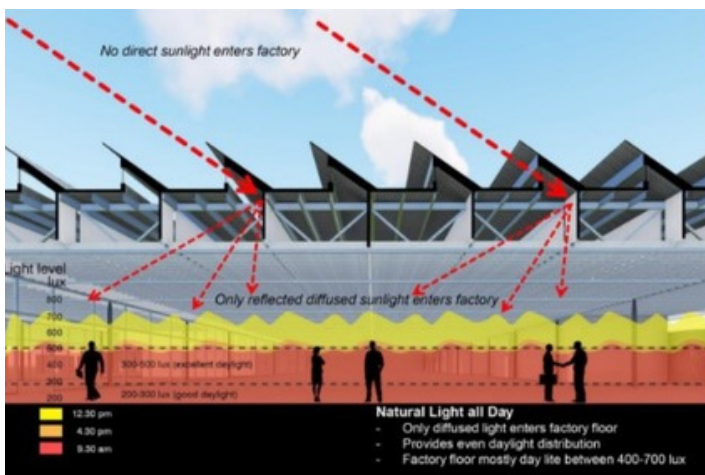 No direct sunlight enters factory
ight level
lux
800
Only reflected diffused sunlight enters factory
700
600
500
400
300-500 lux (excellent daylight)
300
200-300 lux (good daylight)
200
12.30 pm
4.30 pm
9.30 am
Natural Light all Day
- Only diffused light enters factory floor
- Provides even daylight distribution
- Factory floor mostly day lite between 400-700 lux